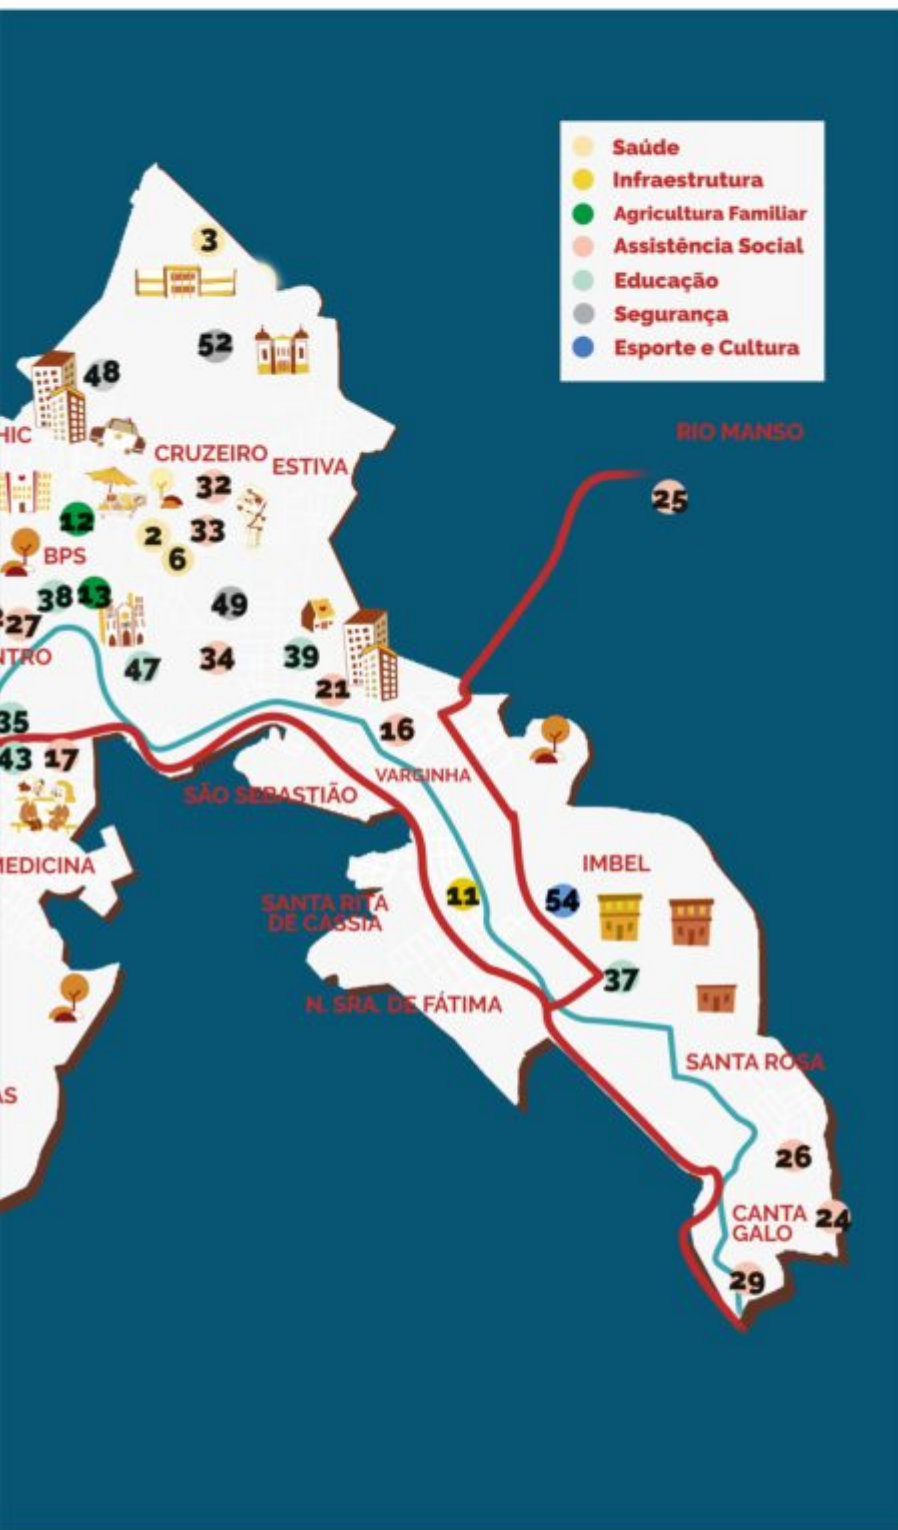 Saúde
Infraestrutura
Agricultura Familiar
Assistência Social
Educação
Segurança
Esporte e Cultura
3
52
48
RIO MANSO
CRUZEIRO
ESTIVA
32
25
12
33
2
6
BPS
38
13
49
27
47
34
39
21
35
16
43
17
VARGINHA
SÃO SEBASTIÃO
IMBEL
11
54
SANTA RITA
DE CÁSSIA
37
N. SRA. DE FÁTIMA
SANTA ROSA
26
CANTA
GALO
24
29